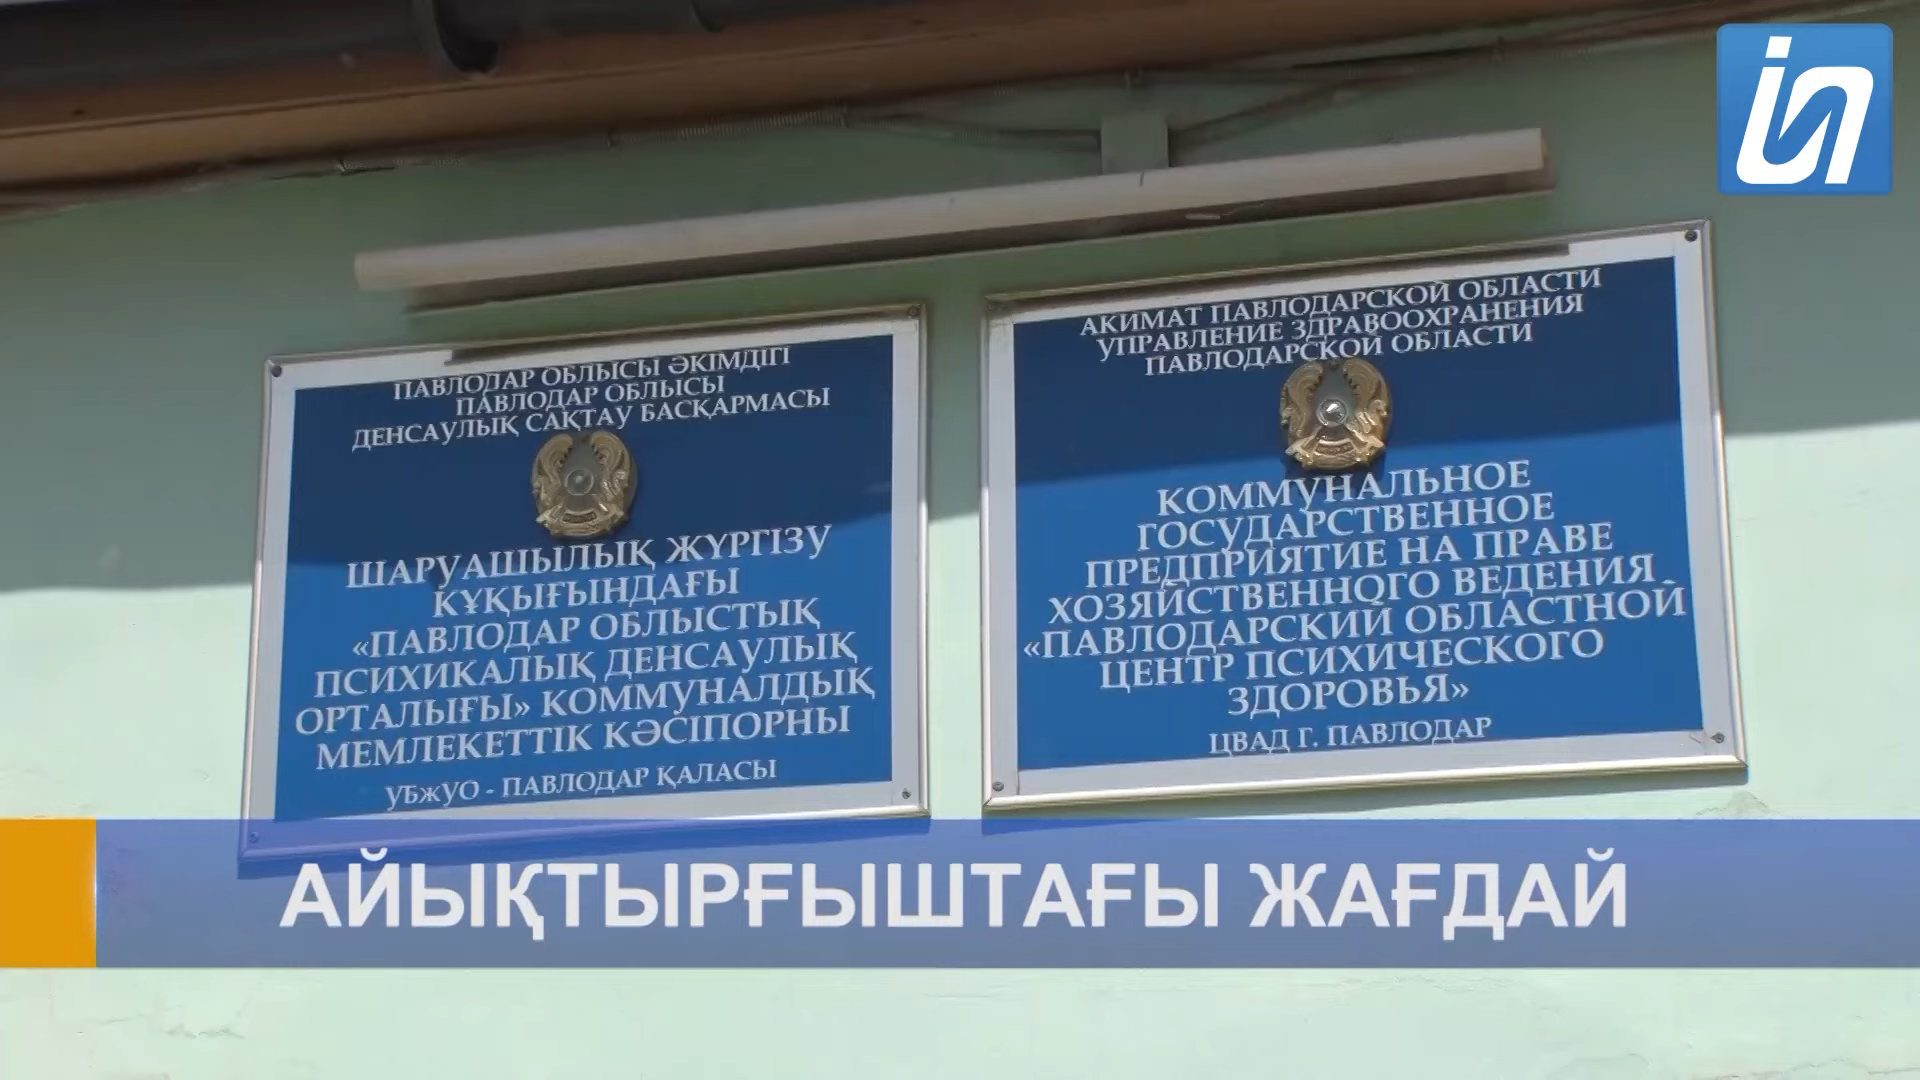 ПАВЛОДАР ОБЛЫСЫ ӘКІМДІГІ
ПАВЛОДАР ОБЛЫСЫ
ДЕНСАУЛЫҚ САҚТАУ БАСҚАРМАСЫ
ШАРУАШЫЛЫҚ ЖҮРГІЗУ
ҚҰҚЫҒЫНДАҒЫ
«ПАВЛОДАР ОБЛЫСТЫҚ
ПСИХИКАЛЫҚ ДЕНСАУЛЫҚ
ОРТАЛЫҒЫ» КОММУНАЛДЫҚ
МЕМЛЕКЕТТІК КӘСІПОРНЫ
УБЖУО - ПАВЛОДАР ҚАЛАСЫ
АКИМАТ ПАВЛОДАРСКОЙ ОБЛАСТИ
УПРАВЛЕНИЕ ЗДРАВООХРАНЕНИЯ
ПАВЛОДАРСКОЙ ОБЛАСТИ
КОММУНАЛЬНОЕ
ГОСУДАРСТВЕННОЕ
ПРЕДПРИЯТИЕ НА ПРАВЕ
ХОЗЯЙСТВЕННОГО ВЕДЕНИЯ
«ПАВЛОДАРСКИЙ ОБЛАСТНОЙ
ЦЕНТР ПСИХИЧЕСКОГО
ЗДОРОВЬЯ»
ЦВАД Г. ПАВЛОДАР
АЙЫҚТЫРҒЫШТАҒЫ ЖАҒДАЙ